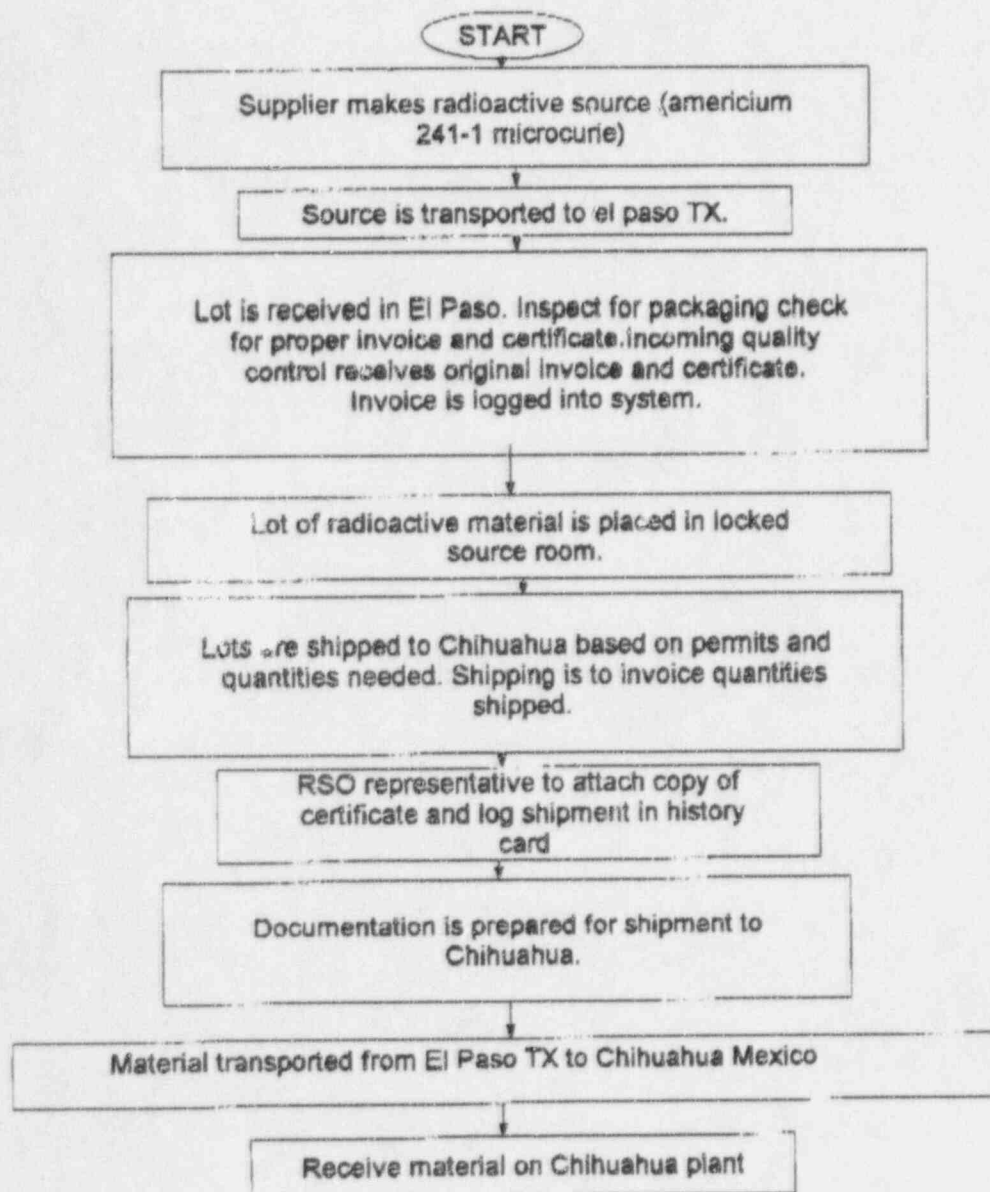 START
Supplier makes radioactive source (americium
241-1 microcurie)
Source is transported to el paso TX.
Lot is received in El Paso. Inspect for packaging check
for proper invoice and certificate.incoming quality
control receives original invoice and certificate.
Invoice is logged into system.
Lot of radioactive material is placed in locked
source room.
Lots are shipped to Chihuahua based on permits and
quantities needed. Shipping is to invoice quantities
shipped.
RSO representative to attach copy of
certificate and log shipment in history
card
Documentation is prepared for shipment to
Chihuahua.
Material transported from El Paso TX to Chihuahua Mexico
Receive material on Chihuahua plant